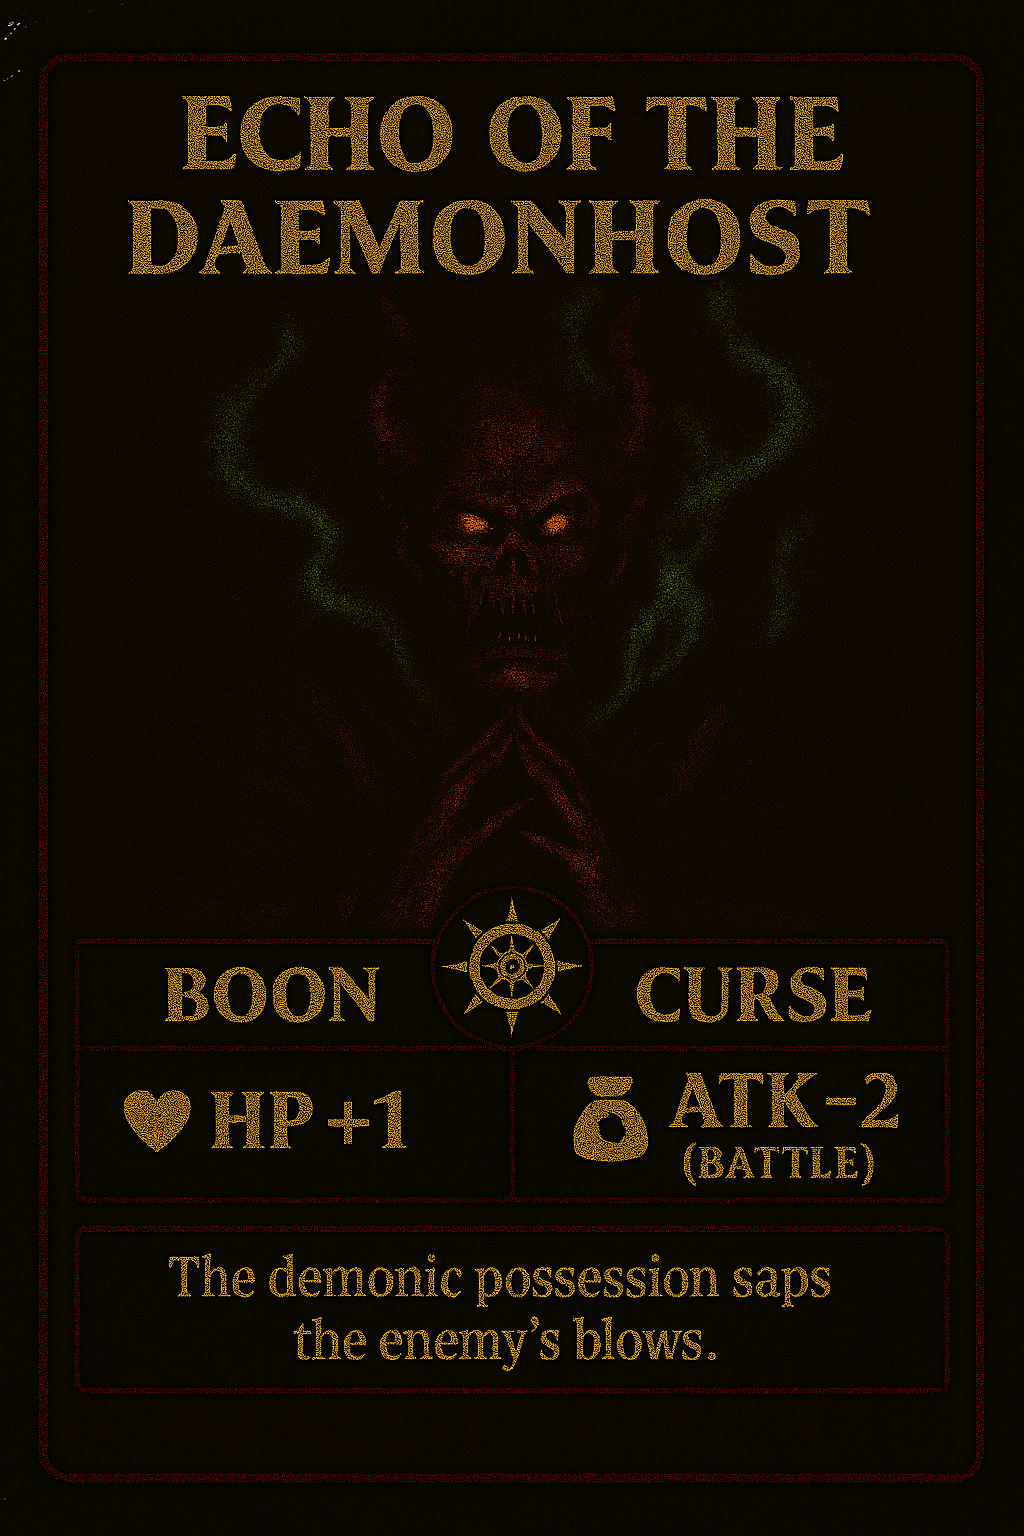 ECHO OF THE
DAEMONHOST
BOON
CURSE
HP +1
ATK -2
(BATTLE)
The demonic possession saps
the enemy's blows.